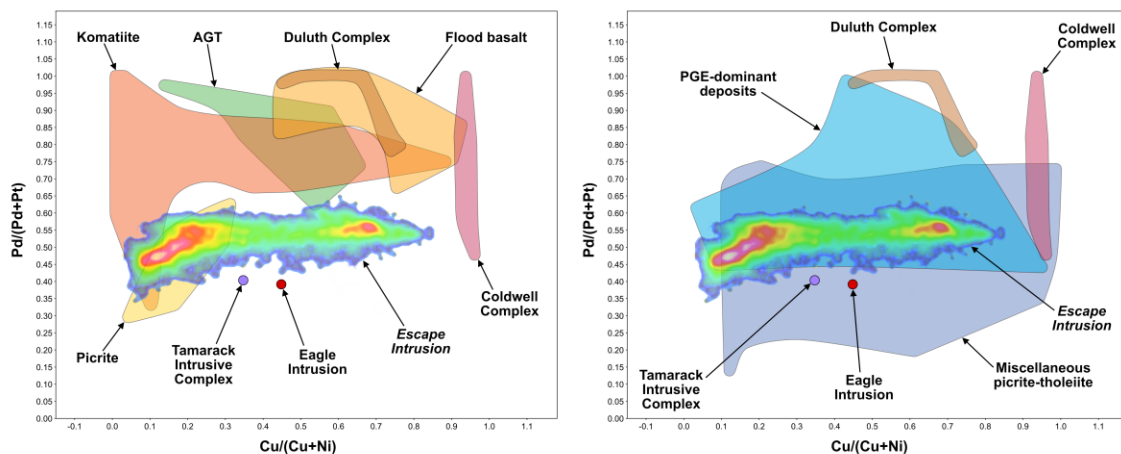 Komatiite
AGT
Duluth Complex
Flood basalt
Picrite
Tamarack
Intrusive
Complex
Eagle
Intrusion
Escape
Intrusion
Coldwell
Complex
1.15
1.10
1.05
1.00
0.95
0.90
0.85
0.80
0.75
0.70
0.65
0.60
0.55
0.50
0.45
0.40
0.35
0.30
0.25
0.20
0.15
0.10
0.05
0.00
Pd/(Pd+Pt)
-0.1 0.0 0.1 0.2 0.3 0.4 0.5 0.6 0.7 0.8 0.9 1.0 1.1
Cu/(Cu+Ni)
Duluth Complex
Coldwell
Complex
PGE-dominant
deposits
Escape
Intrusion
Tamarack
Intrusive
Complex
Eagle
Intrusion
Miscellaneous
picrite-tholeiite
1.15
1.10
1.05
1.00
0.95
0.90
0.85
0.80
0.75
0.70
0.65
0.60
0.55
0.50
0.45
0.40
0.35
0.30
0.25
0.20
0.15
0.10
0.05
0.00
Pd/(Pd+Pt)
-0.1 0.0 0.1 0.2 0.3 0.4 0.5 0.6 0.7 0.8 0.9 1.0 1.1
Cu/(Cu+Ni)